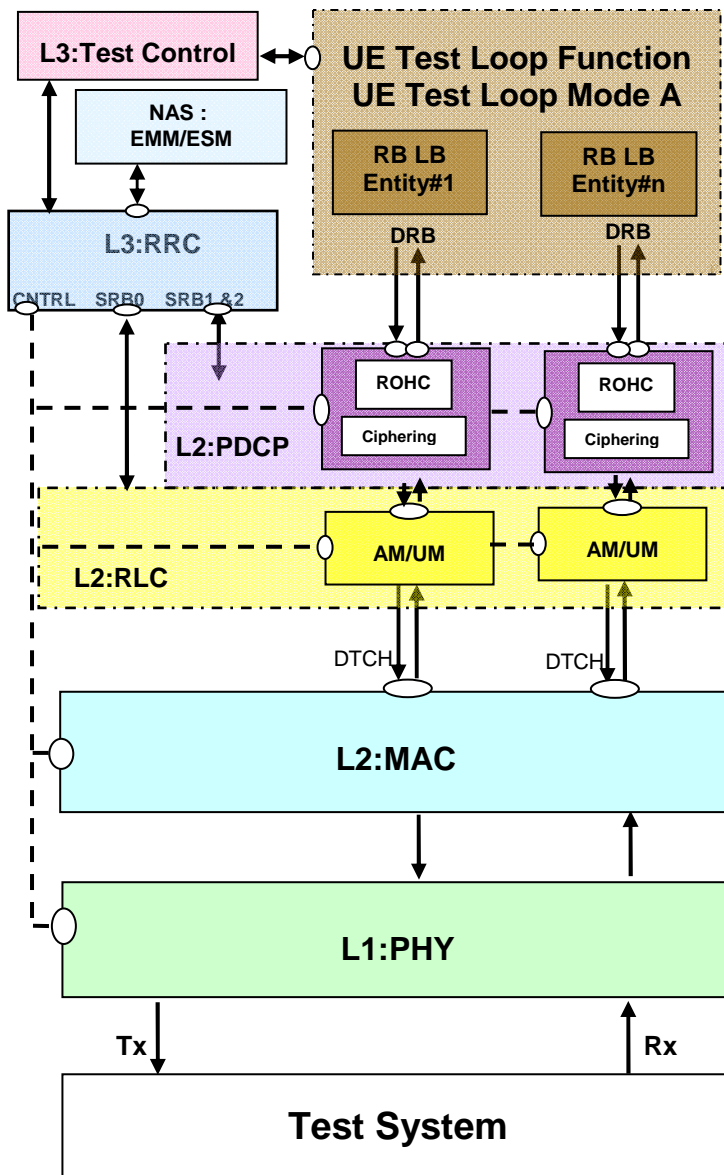 L3:Test Control
UE Test Loop Function
UE Test Loop Mode A
NAS :
EMM/ESM
RB LB
Entity#1
RB LB
Entity#n
DRB
DRB
L3:RRC
CNTRL SRB0 SRB1 &2
ROHC
ROHC
Ciphering
Ciphering
L2:PDCP
AM/UM
AM/UM
L2:RLC
DTCH
DTCH
L2:MAC
L1:PHY
Tx
Rx
Test System